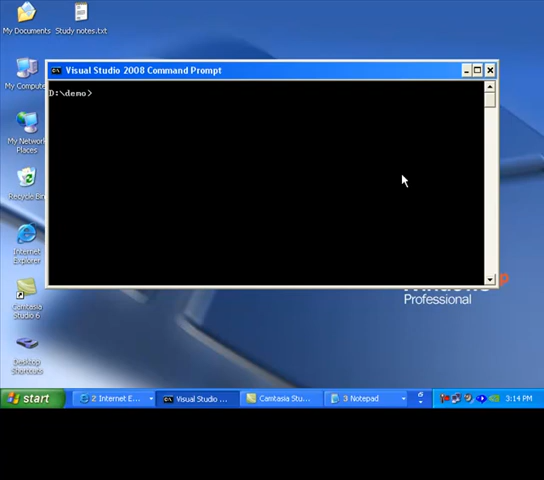 My Documents
Study notes.txt
Visual Studio 2008 Command Prompt
My Compute
D:\demo>
My Network
Places
Recycle Bin
Internet
Explorer
Camtasia
Studio 6
Professional
Desktop
Shortcuts
start
2 Internet E...
Visual Studio ...
Camtasia Stu...
3 Notepad
3:14 PM